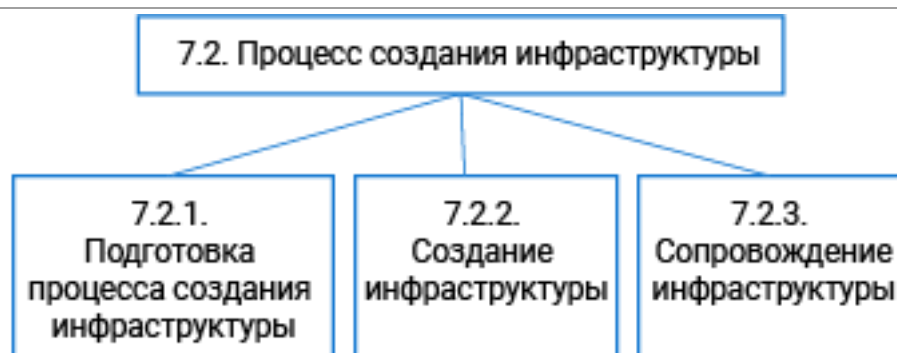 7.2. Процесс создания инфраструктуры
7.2.1.
Подготовка
процесса создания
инфраструктуры
7.2.2.
Создание
инфраструктуры
7.2.3.
Сопровождение
инфраструктуры